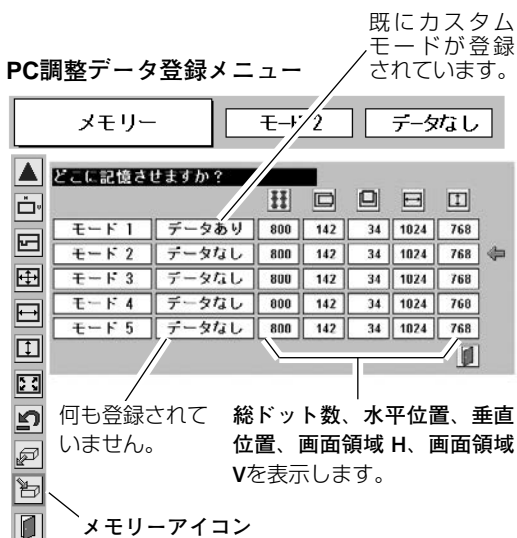 既にカスタム
モードが登録
されています。
PC調整データ登録メニュー
メモリー モード 2 データなし
どこに記憶させますか?
モード 1 データあり 800 142 34 1024 768
モード 2 データなし 800 142 34 1024 768
モード 3 データなし 800 142 34 1024 768
モード 4 データなし 800 142 34 1024 768
モード 5 データなし 800 142 34 1024 768
何も登録されて
いません。
総ドット数、水平位置、垂直
位置、画面領域 H、画面領域
Vを表示します。
メモリーアイコン